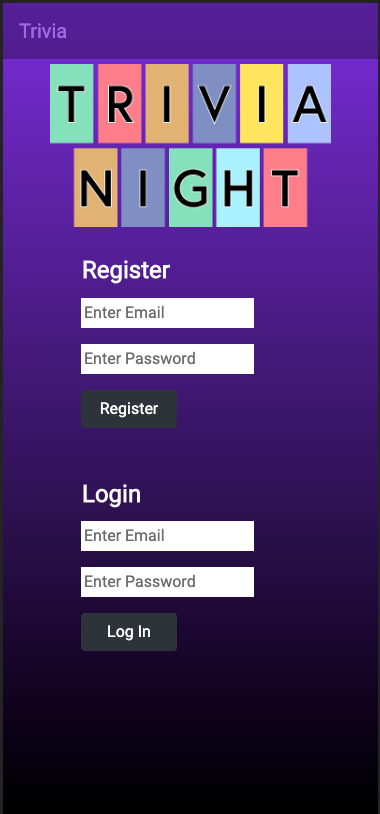 Trivia
TRIVIA
NIGHT
Register
Enter Email
Enter Password
Register
Login
Enter Email
Enter Password
Log In